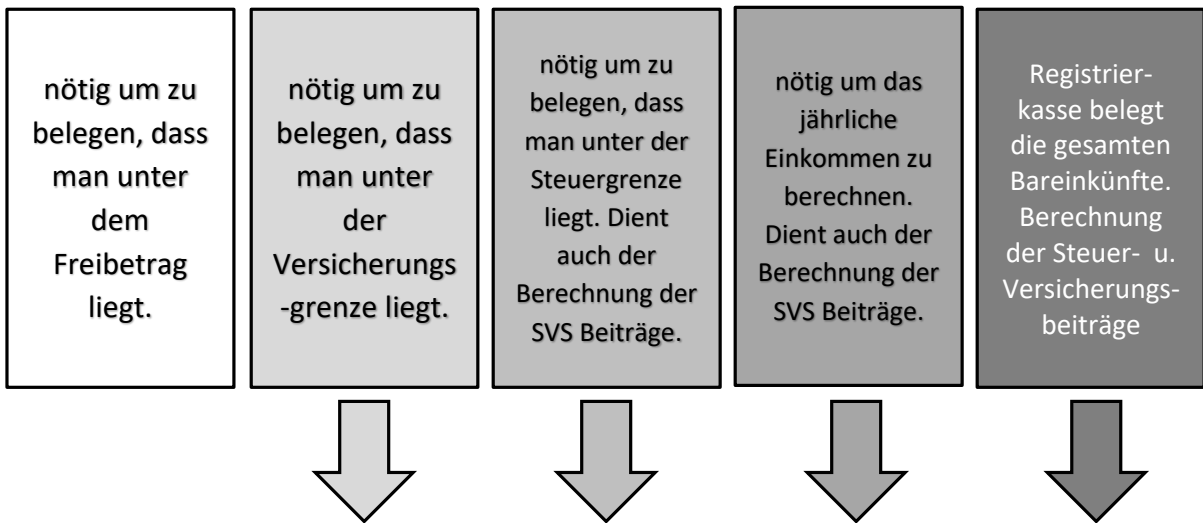 nötig um zu
belegen, dass
man unter
dem
Freibetrag
liegt.
nötig um zu
belegen, dass
man unter
der
Versicherungs
-grenze liegt.
nötig um zu
belegen, dass
man unter der
Steuergrenze
liegt. Dient
auch der
Berechnung der
SVS Beiträge.
nötig um das
jährliche
Einkommen zu
berechnen.
Dient auch der
Berechnung der
SVS Beiträge.
Registrier-
kasse belegt
die gesamten
Bareinkünfte.
Berechnung
der Steuer- u.
Versicherungs-
beiträge